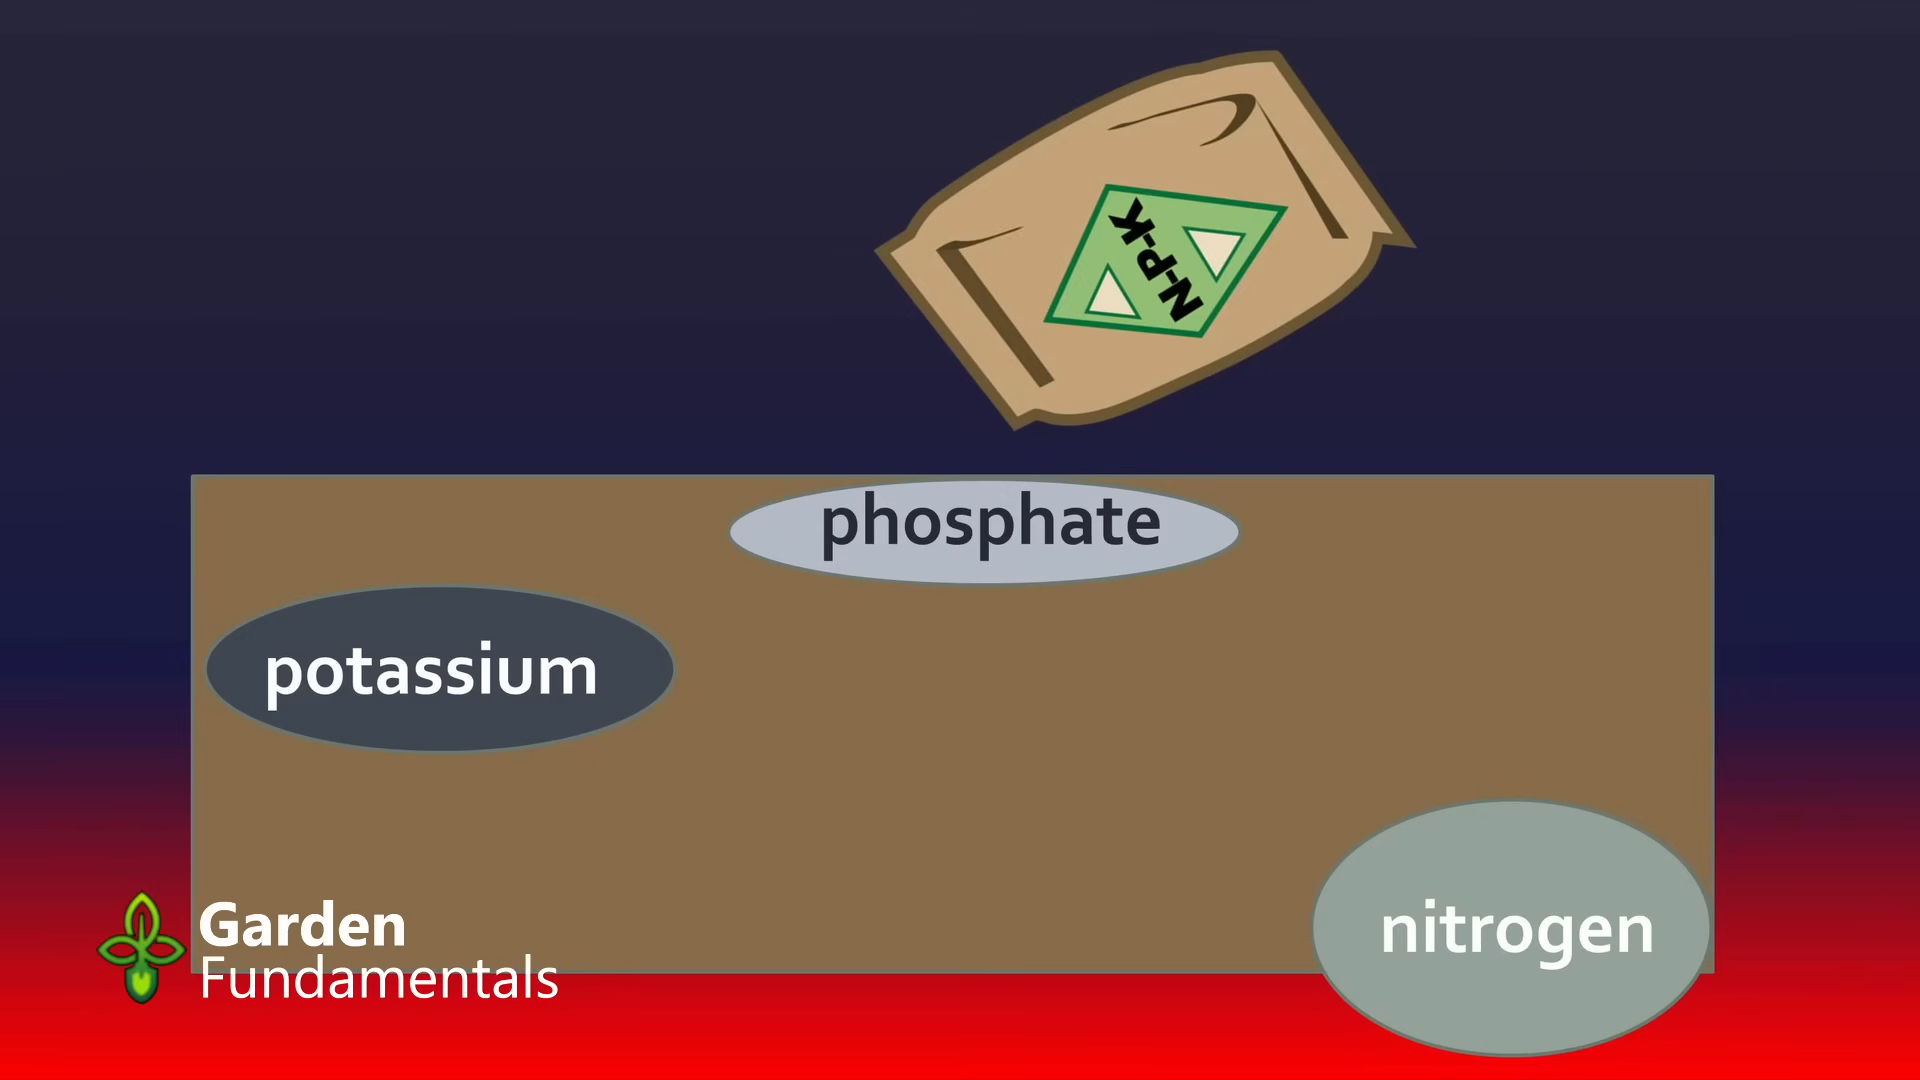 N-P-K
phosphate
potassium
nitrogen
Garden
Fundamentals